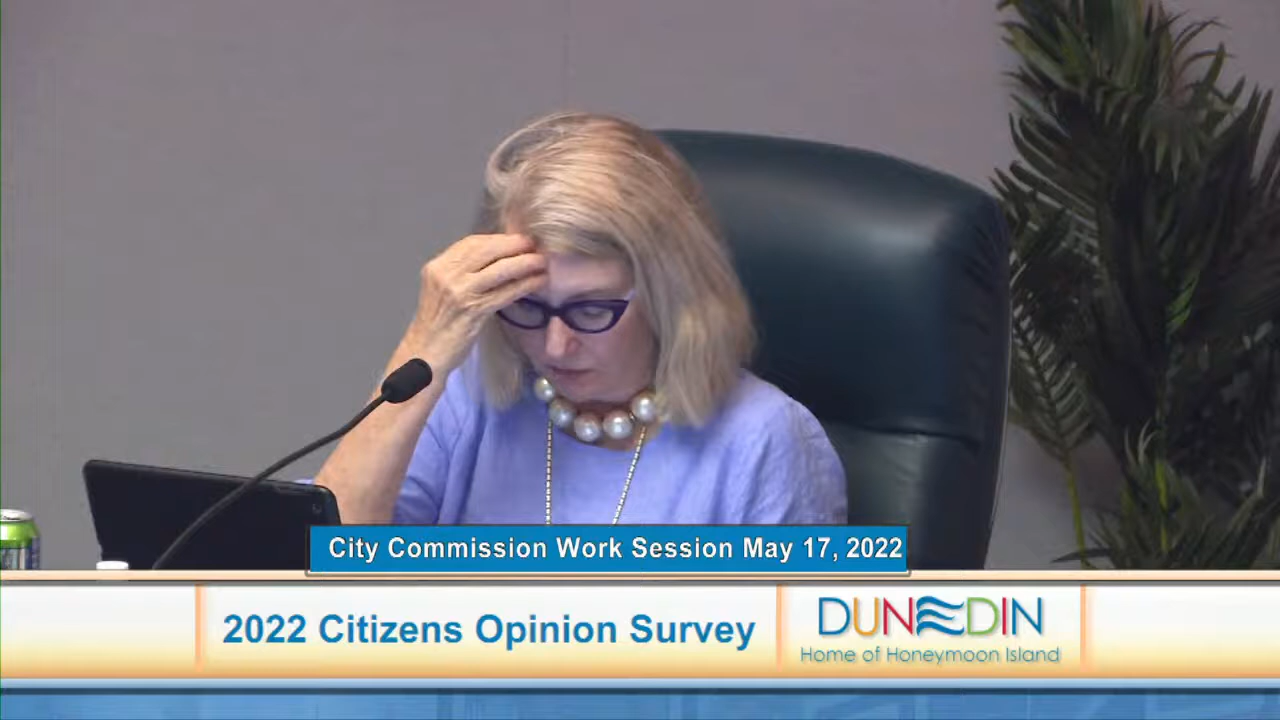 City Commission Work Session May 17, 2022
2022 Citizens Opinion Survey
DUNEDIN
Home of Honeymoon Island